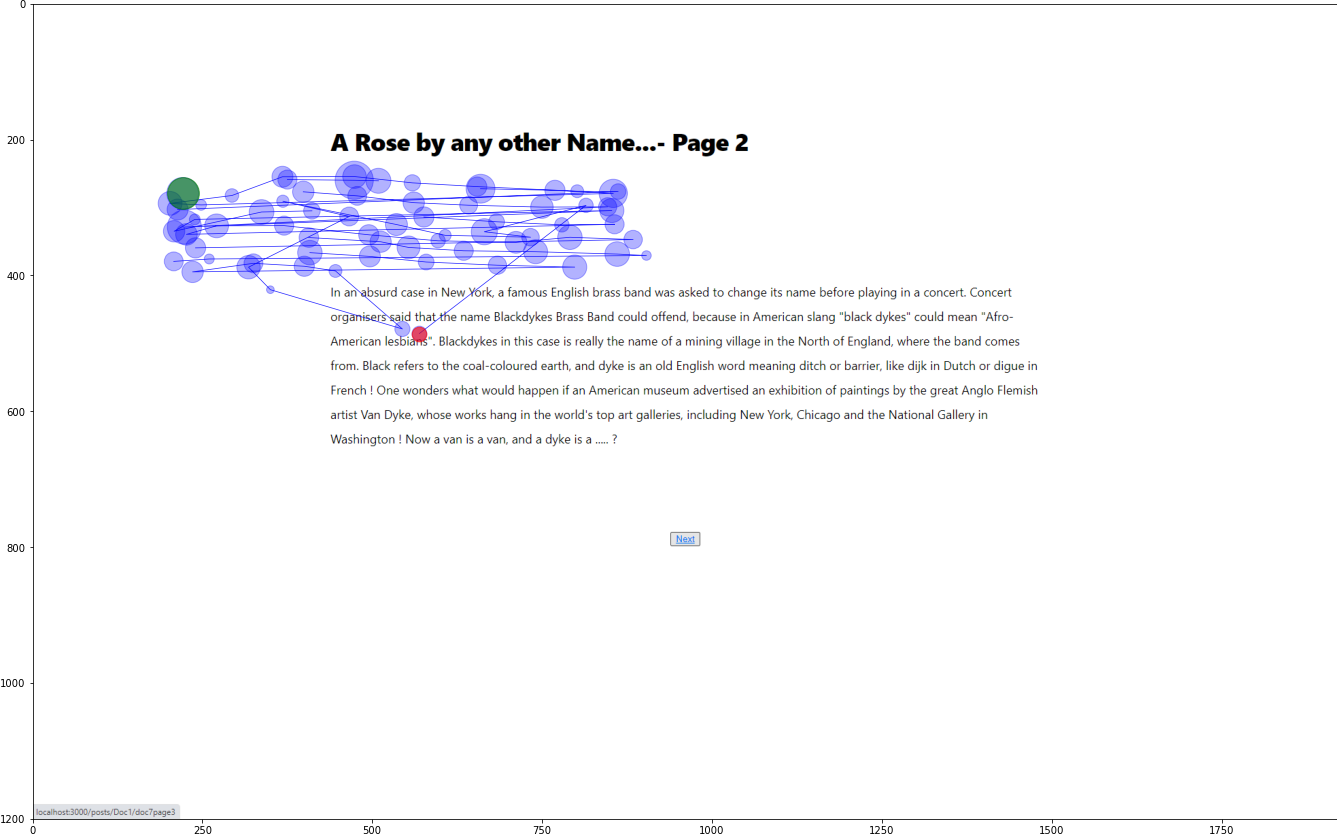 0
200
A Rose by any other Name...- Page 2
400
In an absurd case in New York, a famous English brass band was asked to change its name before playing in a concert. Concert
organisers said that the name Blackdykes Brass Band could offend, because in American slang "black dykes" could mean "Afro-
American lesbians". Blackdykes in this case is really the name of a mining village in the North of England, where the band comes
from. Black refers to the coal-coloured earth, and dyke is an old English word meaning ditch or barrier, like dijk in Dutch or digue in
French ! One wonders what would happen if an American museum advertised an exhibition of paintings by the great Anglo Flemish
600
artist Van Dyke, whose works hang in the world's top art galleries, including New York, Chicago and the National Gallery in
Washington ! Now a van is a van, and a dyke is a ..... ?
Next
800
1000
localhost:3000/posts/Doc1/doc7page3
1200
0 250 500 750 1000 1250 1500 1750